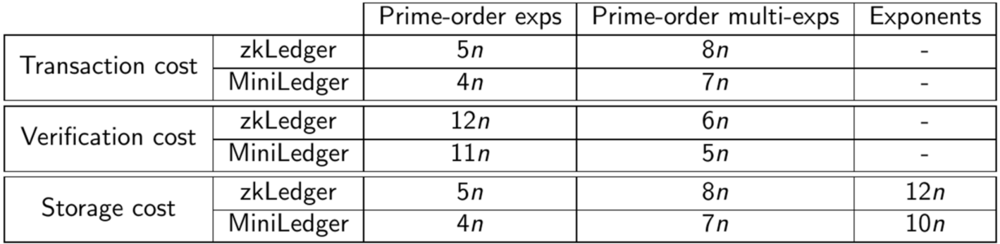 Prime-order exps Prime-order multi-exps Exponents
Transaction cost zkLedger 5n 8n -
MiniLedger 4n 7n -
Verification cost zkLedger 12n 6n -
MiniLedger 11n 5n -
Storage cost zkLedger 5n 8n 12n
MiniLedger 4n 7n 10n